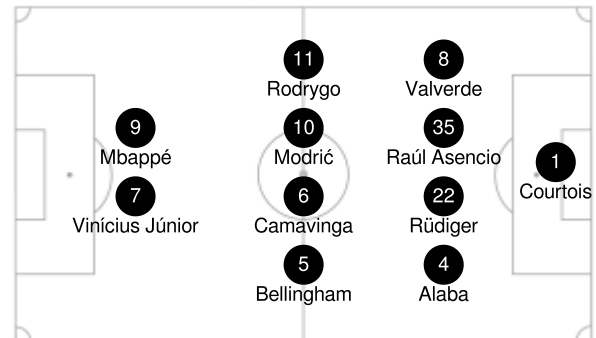 11
Rodrygo
8
Valverde
9
Mbappé
10
Modrić
35
Raúl Asencio
1
Courtois
7
Vinícius Júnior
6
Camavinga
22
Rüdiger
5
Bellingham
4
Alaba